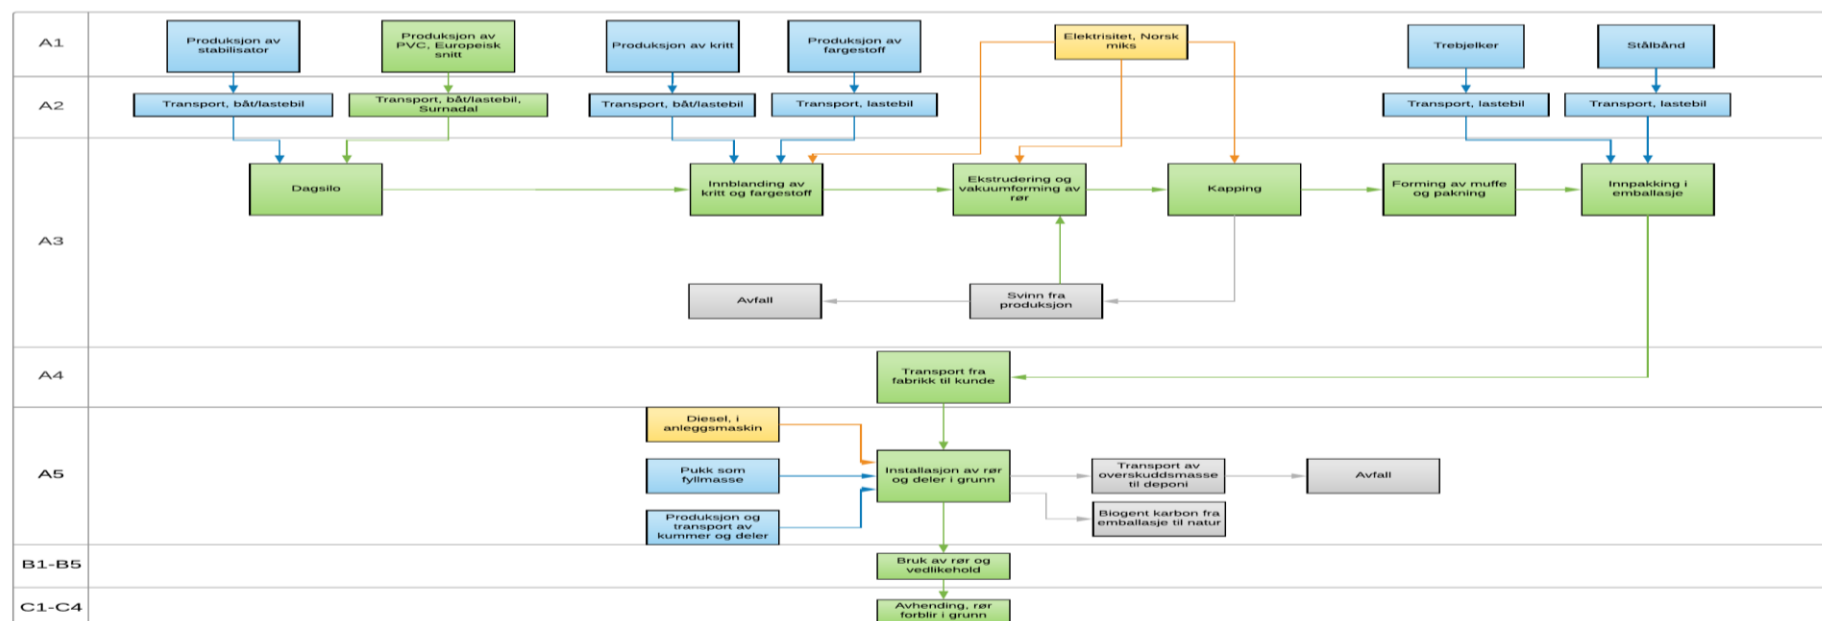 A1
Produksjon av
stabilisator
Produksjon av
PVC, Europeisk
snitt
Produksjon av kritt
Produksjon av
fargestoff
Elektrisitet, Norsk
miks
Trebjelker
Stålbånd
A2
Transport, båt/lastebil
Transport, båt/lastebil,
Surnadal
Transport, båt/lastebil
Transport, lastebil
Transport, lastebil
Transport, lastebil
A3
Dagsilo
Innblanding av
kritt og fargestoff
Ekstrudering og
vakuumforming av
rør
Kapping
Forming av muffe
og pakning
Innpakking i
emballasje
Avfall
Svinn fra
produksjon
A4
Transport fra
fabrikk til kunde
A5
Diesel, i
anleggsmaskin
Pukk som
fyllmasse
Produksjon og
transport av
kummer og deler
Installasjon av rør
og deler i grunn
Transport av
overskuddsmasse
til deponi
Avfall
Biogent karbon fra
emballasje til natur
B1-B5
Bruk av rør og
vedlikehold
C1-C4
Avhending, rør
forblir i grunn